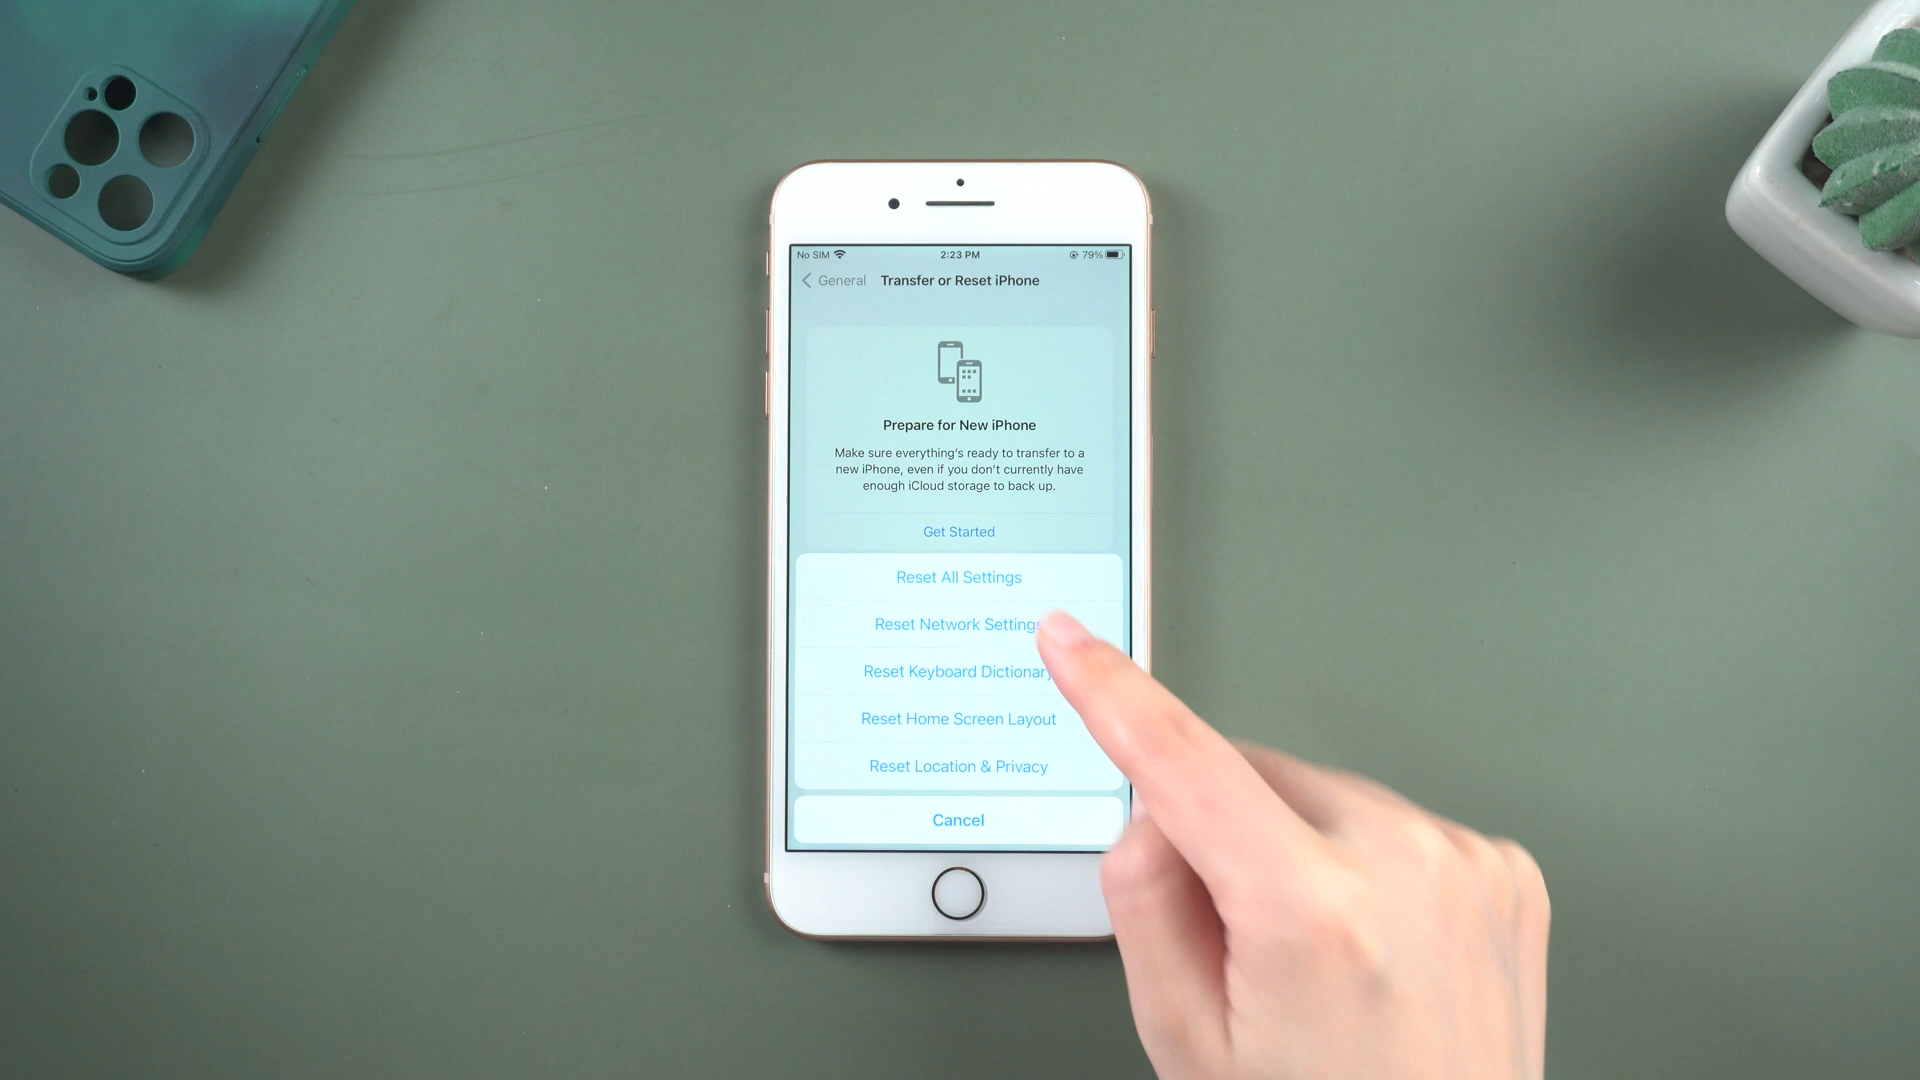 No SIM
2:23 PM
79%
General
Transfer or Reset iPhone
Prepare for New iPhone
Make sure everything's ready to transfer to a
new iPhone, even if you don't currently have
enough iCloud storage to back up.
Get Started
Reset All Settings
Reset Network Settings
Reset Keyboard Dictionary
Reset Home Screen Layout
Reset Location & Privacy
Cancel